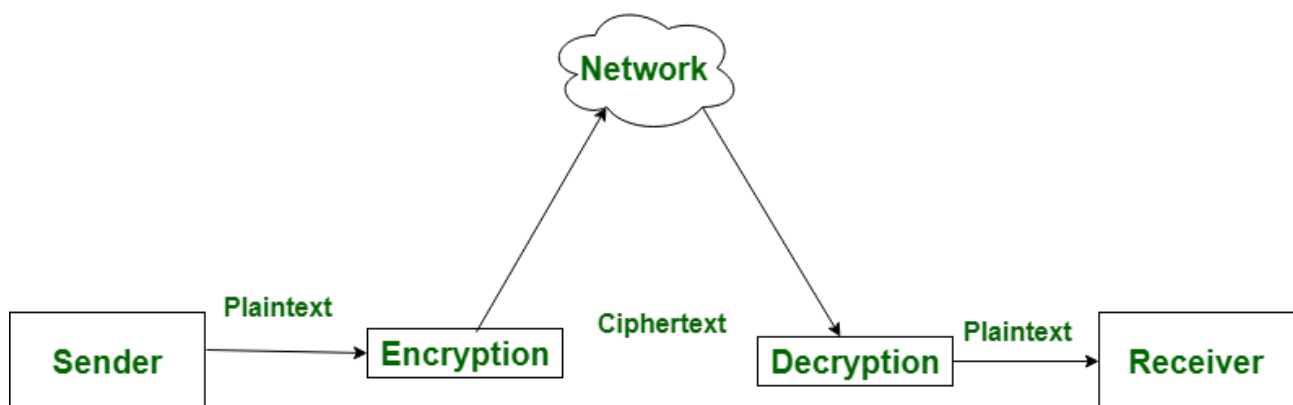 Network
Plaintext
Ciphertext
Plaintext
Sender
Encryption
Decryption
Receiver